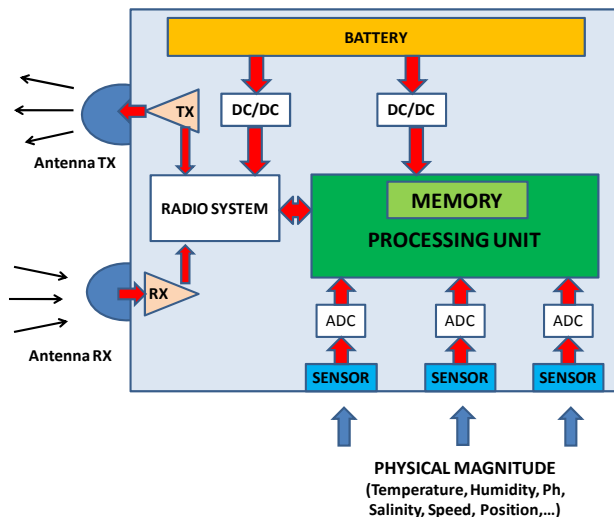 BATTERY
TX
DC/DC
DC/DC
Antenna TX
RADIO SYSTEM
MEMORY
PROCESSING UNIT
RX
Antenna RX
ADC
ADC
ADC
SENSOR
SENSOR
SENSOR
PHYSICAL MAGNITUDE
(Temperature, Humidity, Ph,
Salinity, Speed, Position,...)